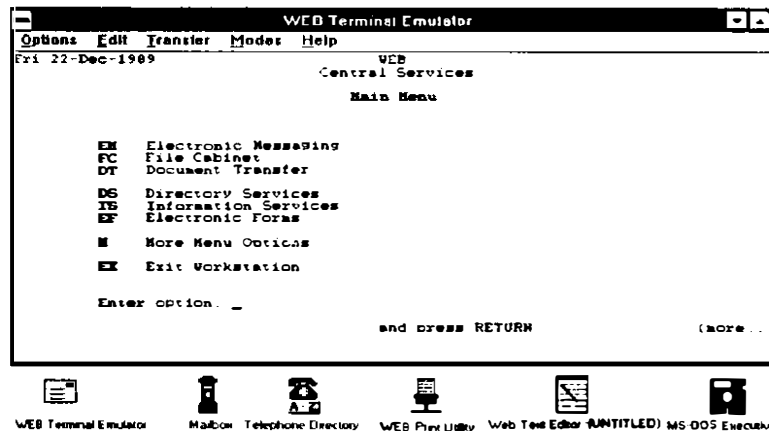 WEB Terminal Emulator
Options Edit Transfer Modes Help
Fri 22-Dec-1989 WEB
Central Services
Main Menu
EM Electronic Messaging
FC File Cabinet
DT Document Transfer
DS Directory Services
IS Information Services
EF Electronic Forms
M More Menu Options
EX Exit Workstation
Enter option. _
and press RETURN (more..
A-Z
WEB Terminal Emulator Mailbox Telephone Directory WEB Print Utility Web Text Editor (UNTITLED) MS-DOS Executive